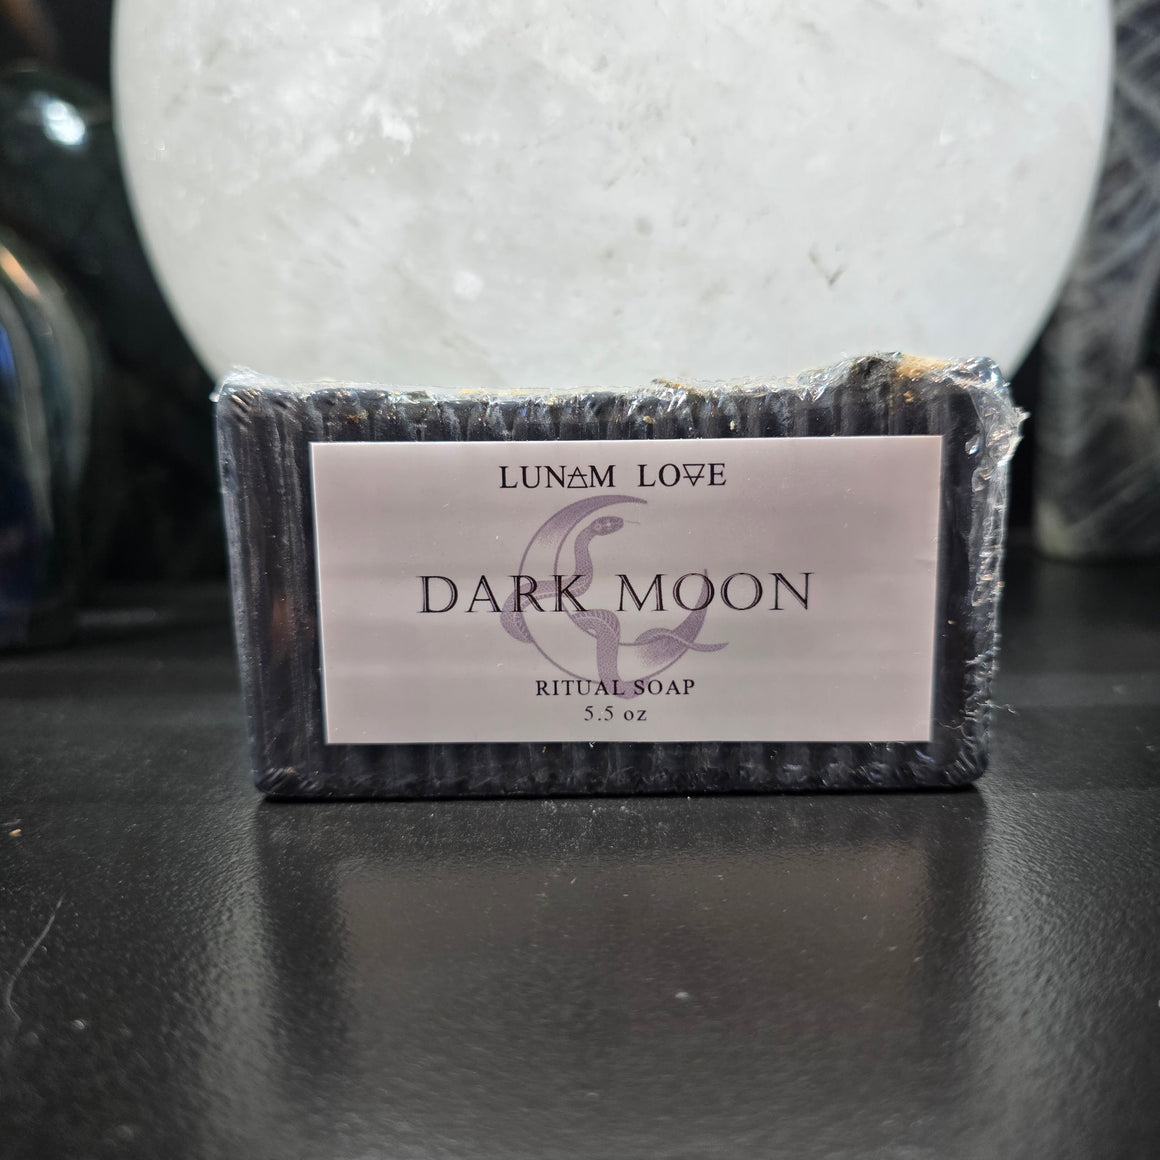 LUNAM LOVE
DARK MOON
RITUAL SOAP
5.5 oz